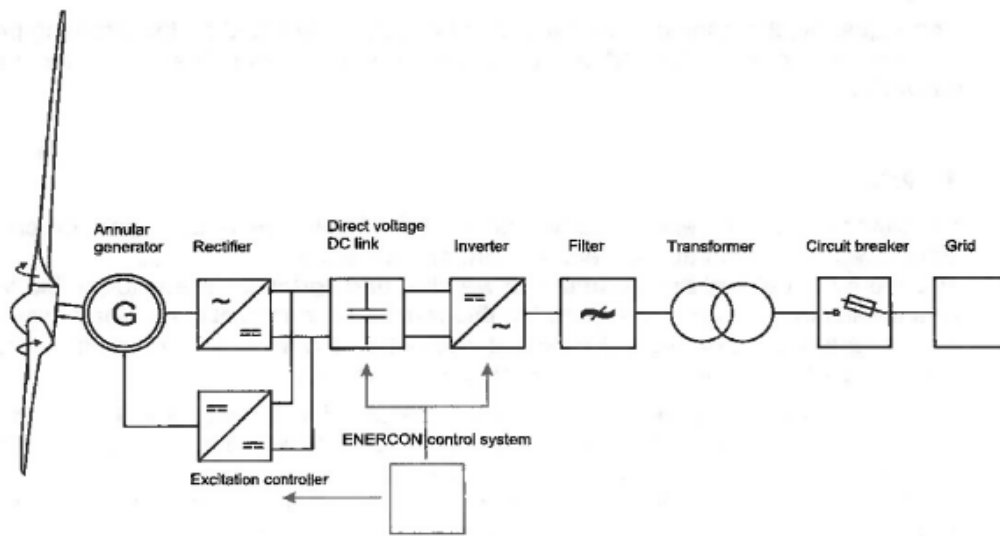 Annular
generator
Rectifier
Direct voltage
DC link
Inverter
Filter
Transformer
Circuit breaker
Grid
G
ENERCON control system
Excitation controller